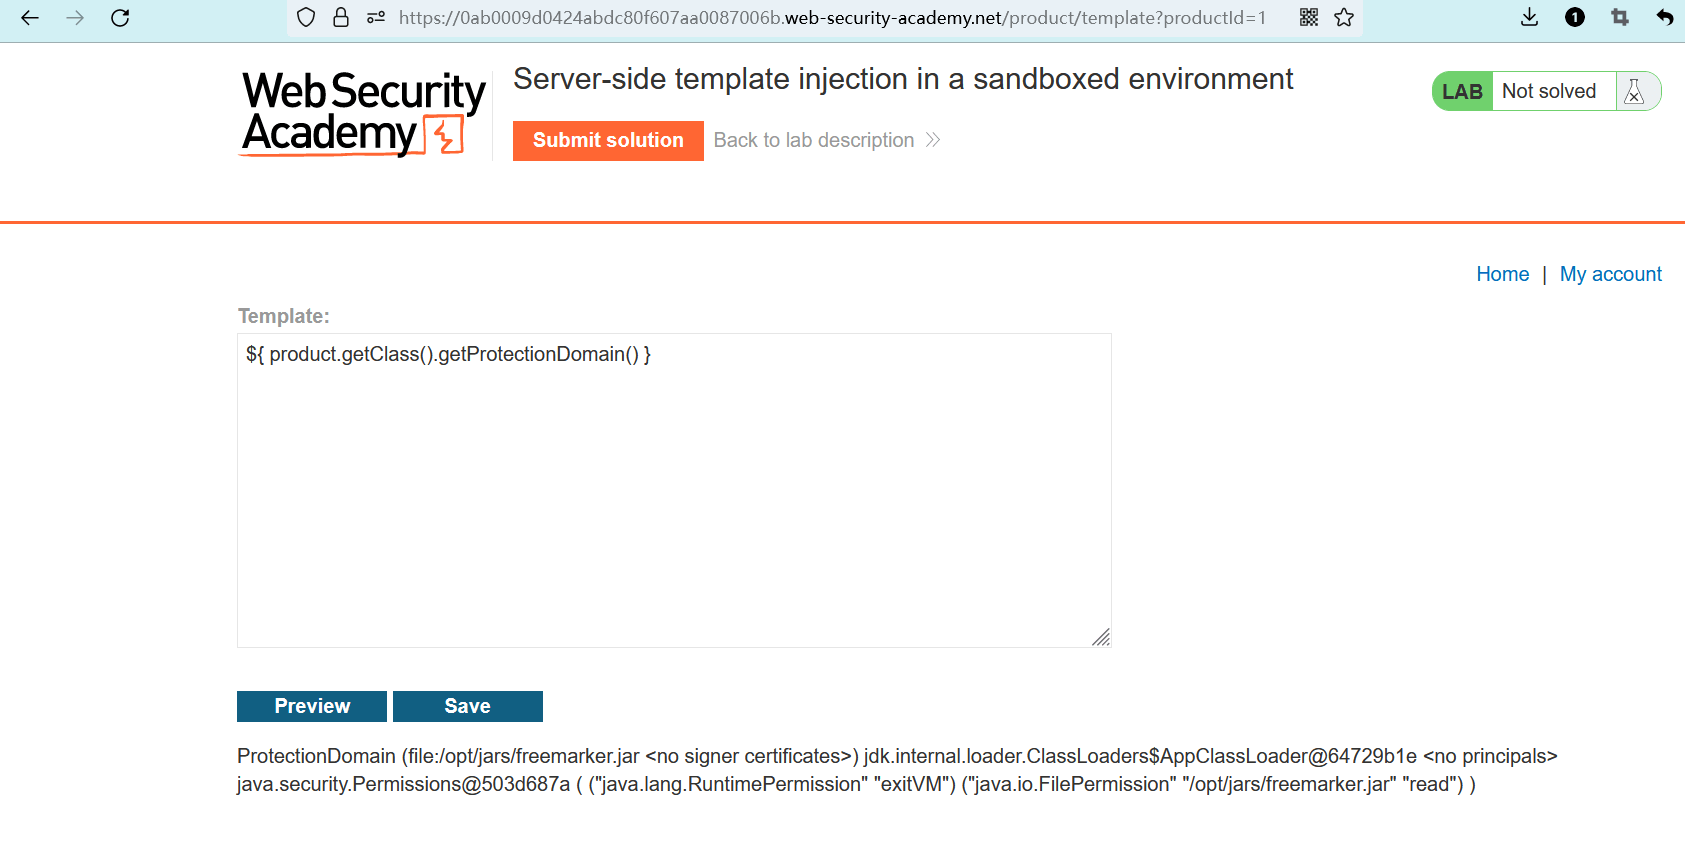 https://0ab0009d0424abdc80f607aa0087006b.web-security-academy.net/product/template?productId=1
1
Web Security
Academy
Server-side template injection in a sandboxed environment
Submit solution
Back to lab description
LAB
Not solved
Home | My account
Template:
${ product.getClass().getProtectionDomain() }
Preview
Save
ProtectionDomain (file:/opt/jars/freemarker.jar <no signer certificates>) jdk.internal.loader.ClassLoaders$AppClassLoader@64729b1e <no principals>
java.security.Permissions@503d687a ( ("java.lang.RuntimePermission" "exitVM") ("java.io.FilePermission" "/opt/jars/freemarker.jar" "read") )